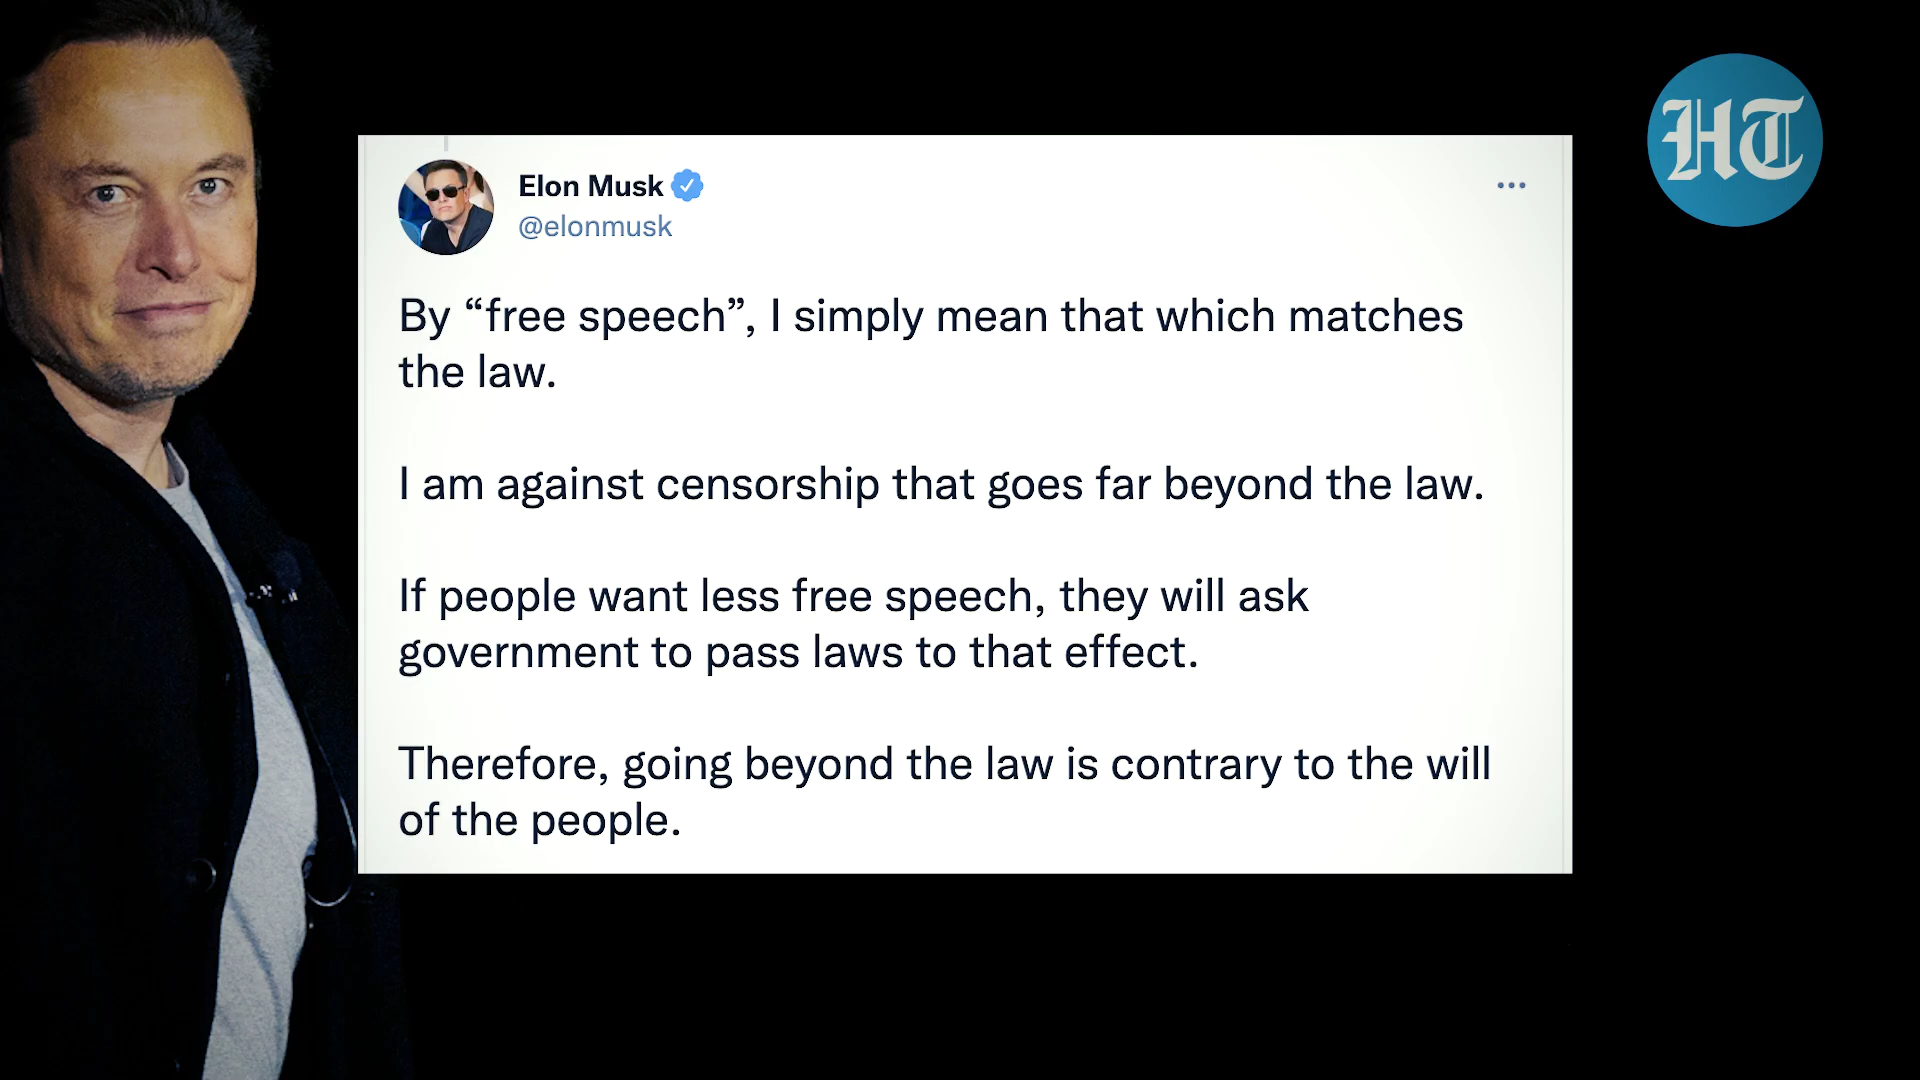 HT
Elon Musk
@elonmusk
By “free speech”, I simply mean that which matches
the law.
I am against censorship that goes far beyond the law.
If people want less free speech, they will ask
government to pass laws to that effect.
Therefore, going beyond the law is contrary to the will
of the people.